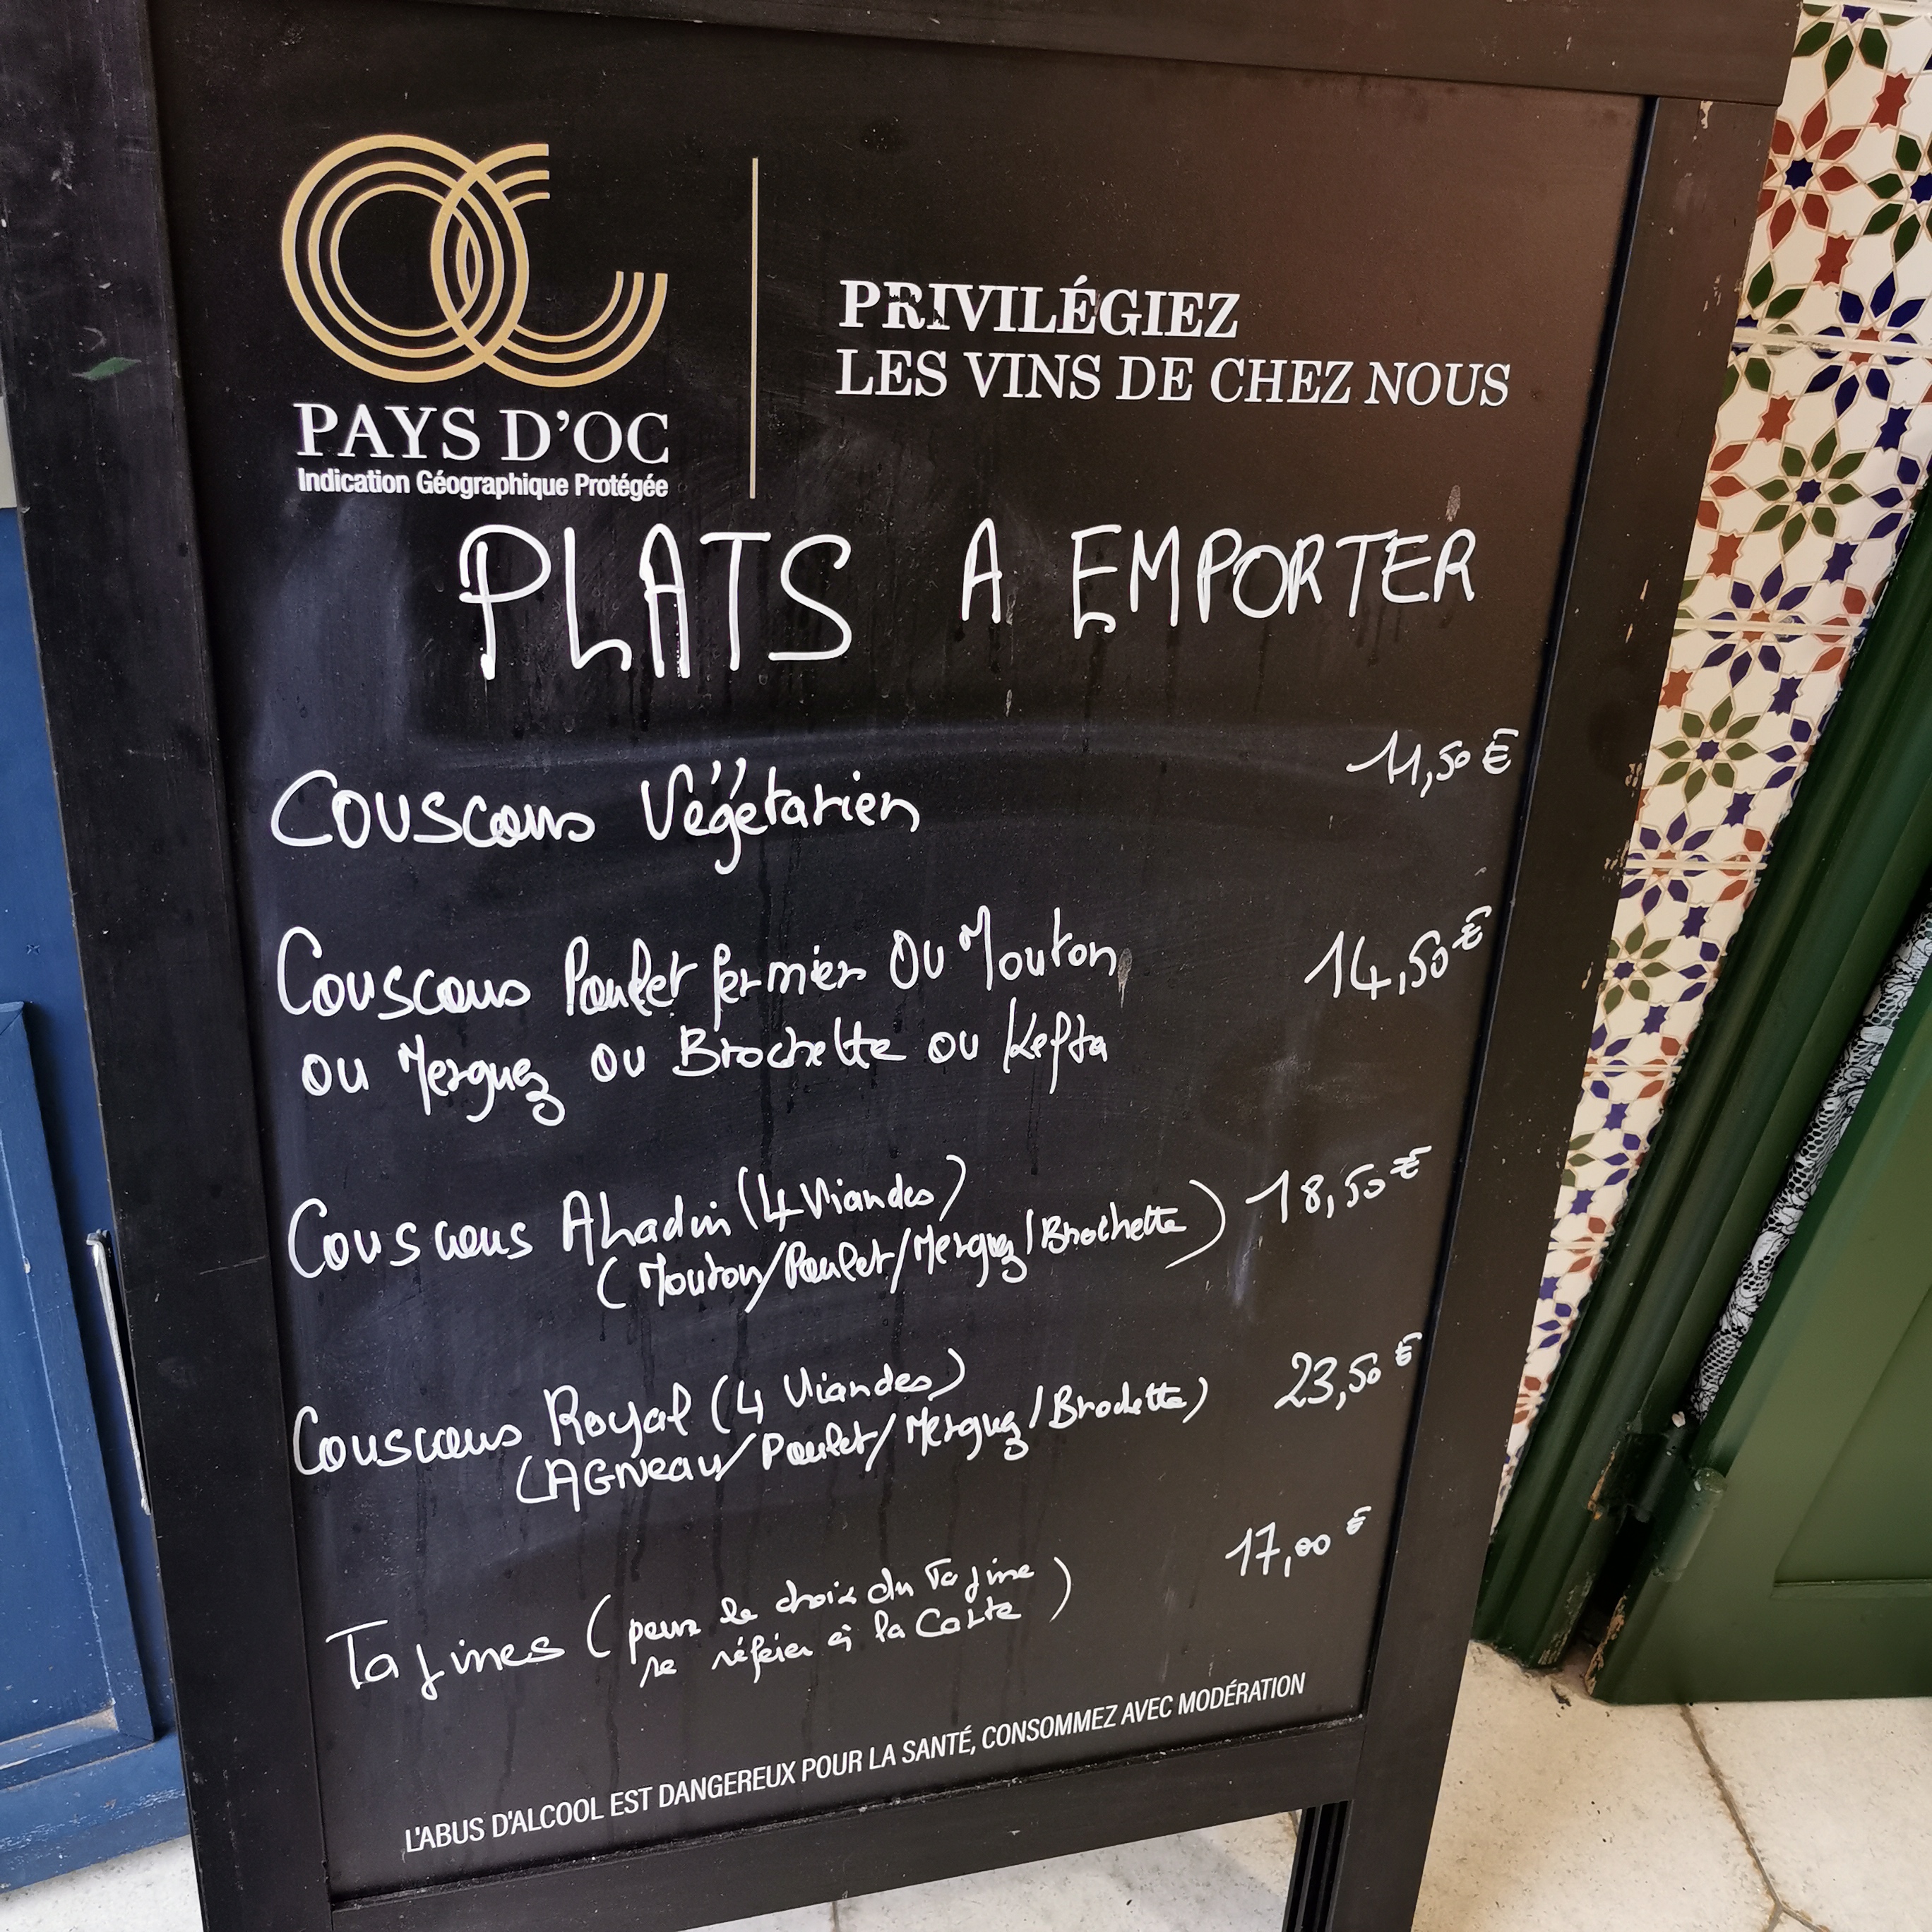 OC
PAYS D'OC
Indication Géographique Protégée
PRIVILÉGIEZ
LES VINS DE CHEZ NOUS
PLATS A EMPORTER
Couscous Végétarien 11,50 €
Couscous Poulet fermier OU Mouton 14,50 €
OU Merguez OU Brochette OU Kefta
Couscous Ahadin (4 Viandes) 18,50 €
(Mouton/Poulet/Merguez/Brochette)
Couscous Royal (4 Viandes) 23,50 €
(AGNeau/Poulet/Merguez/Brochette)
Tajines (pour le choix du Tajine 17,00 €
se référer à la Carte)
L'ABUS D'ALCOOL EST DANGEREUX POUR LA SANTÉ, CONSOMMEZ AVEC MODÉRATION